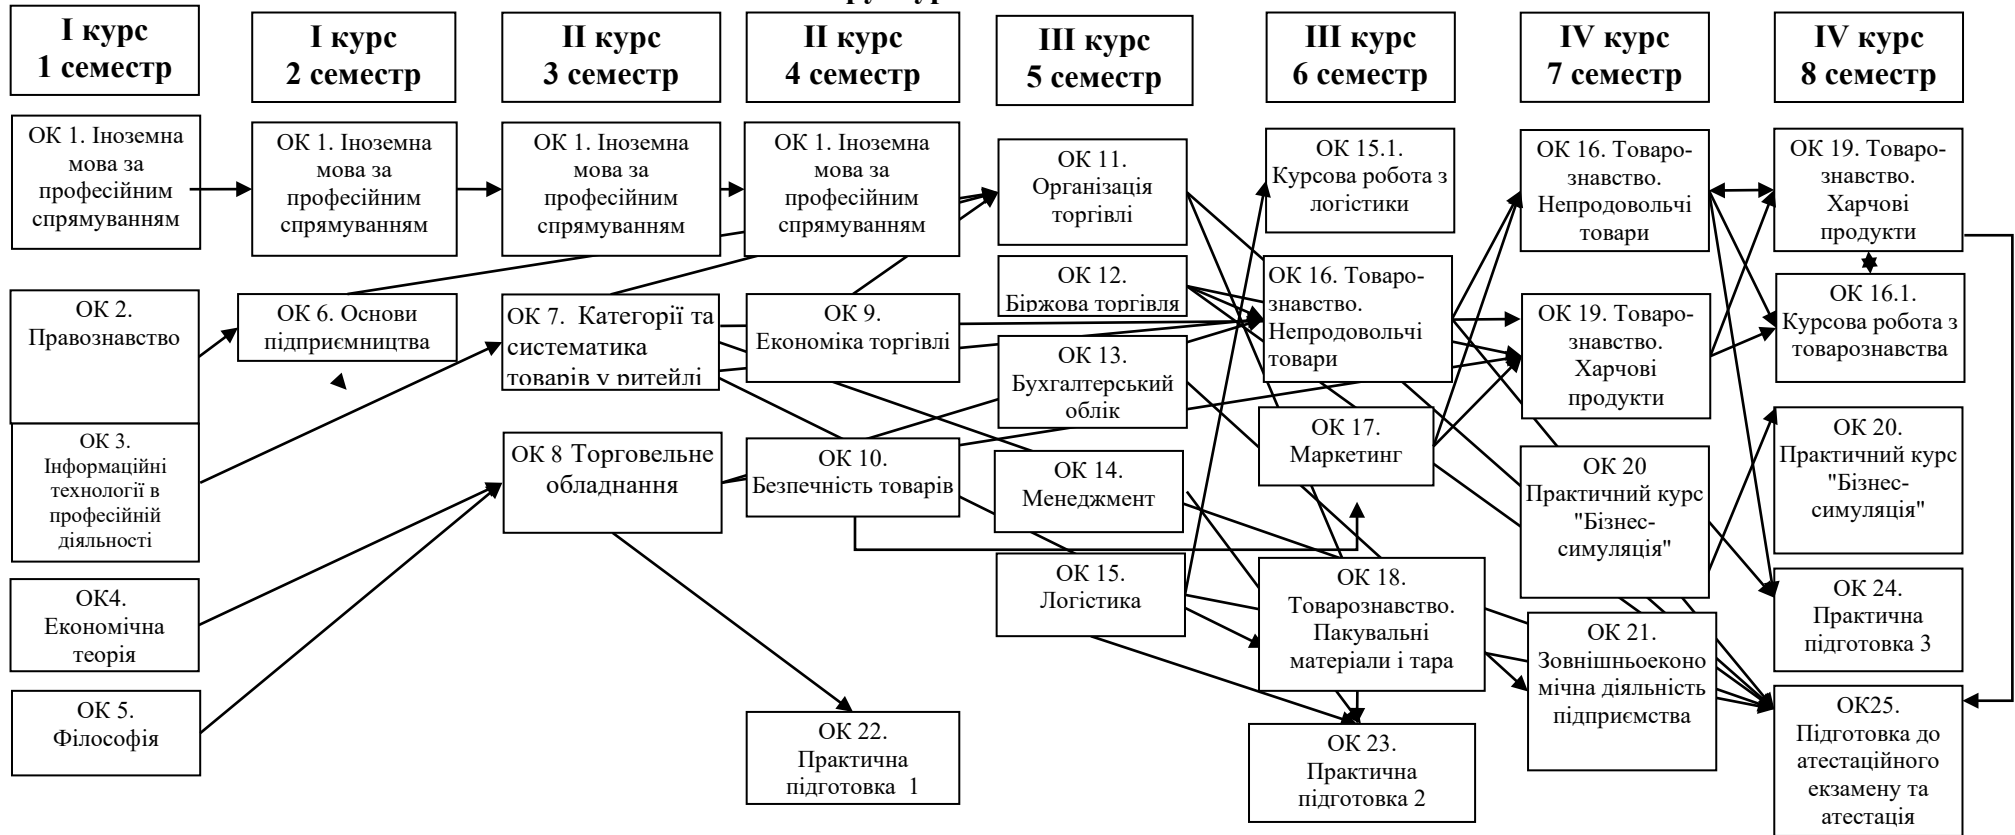 І курс
1 семестр
І курс
2 семестр
ІІ курс
3 семестр
ІІ курс
4 семестр
ІІІ курс
5 семестр
ІІІ курс
6 семестр
ІV курс
7 семестр
ІV курс
8 семестр
ОК 1. Іноземна
мова за
професійним
спрямуванням
ОК 2.
Правознавство
ОК 3.
Інформаційні
технології в
професійній
діяльності
ОК4.
Економічна
теорія
ОК 5.
Філософія
ОК 1. Іноземна
мова за
професійним
спрямуванням
ОК 6. Основи
підприємництва
ОК 1. Іноземна
мова за
професійним
спрямуванням
ОК 7. Категорії та
систематика
товарів у ритейлі
ОК 8 Торговельне
обладнання
ОК 1. Іноземна
мова за
професійним
спрямуванням
ОК 9.
Економіка торгівлі
ОК 10.
Безпечність товарів
ОК 22.
Практична
підготовка 1
ОК 11.
Організація
торгівлі
ОК 12.
Біржова торгівля
ОК 13.
Бухгалтерський
облік
ОК 14.
Менеджмент
ОК 15.
Логістика
ОК 15.1.
Курсова робота з
логістики
ОК 16. Товаро-
знавство.
Непродовольчі
товари
ОК 17.
Маркетинг
ОК 18.
Товарознавство.
Пакувальні
матеріали і тара
ОК 23.
Практична
підготовка 2
ОК 16. Товаро-
знавство.
Непродовольчі
товари
ОК 19. Товаро-
знавство.
Харчові
продукти
ОК 20
Практичний курс
"Бізнес-
симуляція"
ОК 21.
Зовнішньоеконо
мічна діяльність
підприємства
ОК 19. Товаро-
знавство.
Харчові
продукти
ОК 16.1.
Курсова робота з
товарознавства
ОК 20.
Практичний курс
"Бізнес-
симуляція"
ОК 24.
Практична
підготовка 3
ОК25.
Підготовка до
атестаційного
екзамену та
атестація